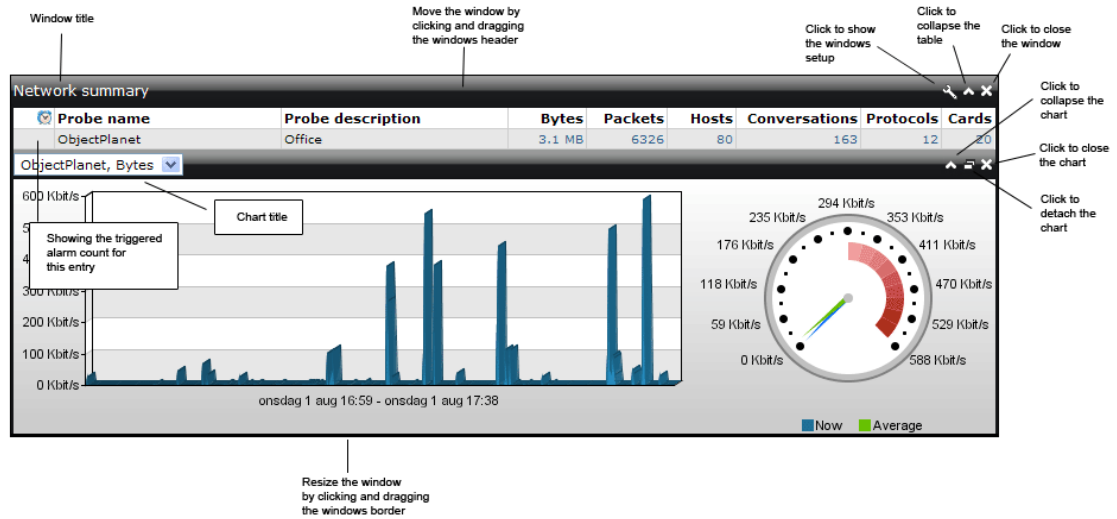 Window title
Move the window by
clicking and dragging
the windows header
Click to show
the windows
setup
Click to
collapse the
table
Click to close
the window
Network summary
Click to
collapse the
chart
Probe name Probe description Bytes Packets Hosts Conversations Protocols Cards
ObjectPlanet Office 3.1 MB 6326 80 163 12 20
ObjectPlanet, Bytes
Click to close
the chart
Click to
detach the
chart
600 Kbit/s
Chart title
Showing the triggered
alarm count for
this entry
300 Kbit/s
200 Kbit/s
100 Kbit/s
0 Kbit/s
onsdag 1 aug 16:59 - onsdag 1 aug 17:38
294 Kbit/s
235 Kbit/s
353 Kbit/s
176 Kbit/s
411 Kbit/s
118 Kbit/s
470 Kbit/s
59 Kbit/s
529 Kbit/s
0 Kbit/s
588 Kbit/s
Now Average
Resize the window
by clicking and dragging
the windows border